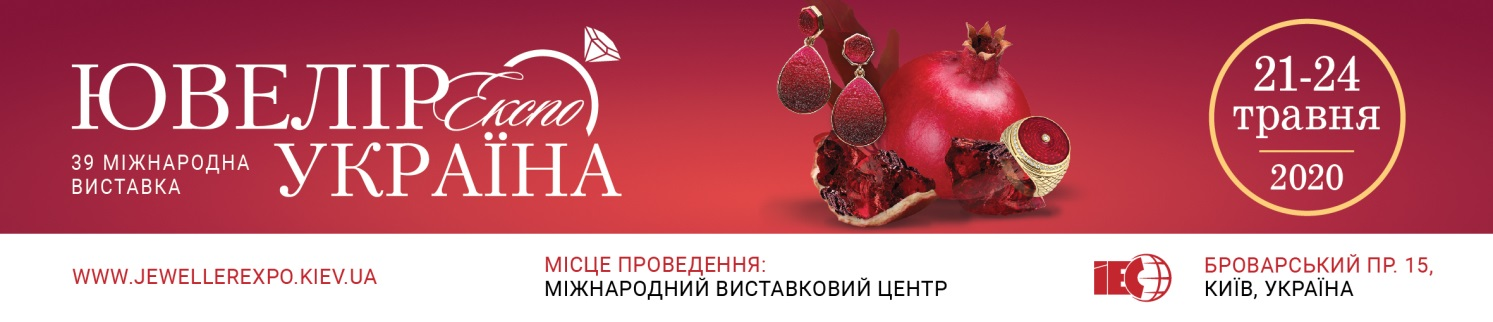 ЮВЕЛІР Експо
УКРАЇНА
39 МІЖНАРОДНА
ВИСТАВКА
21-24
травня
2020
WWW.JEWELLEREXPO.KIEV.UA
МІСЦЕ ПРОВЕДЕННЯ:
МІЖНАРОДНИЙ ВИСТАВКОВИЙ ЦЕНТР
IEC
БРОВАРСЬКИЙ ПР. 15,
КИЇВ, УКРАЇНА